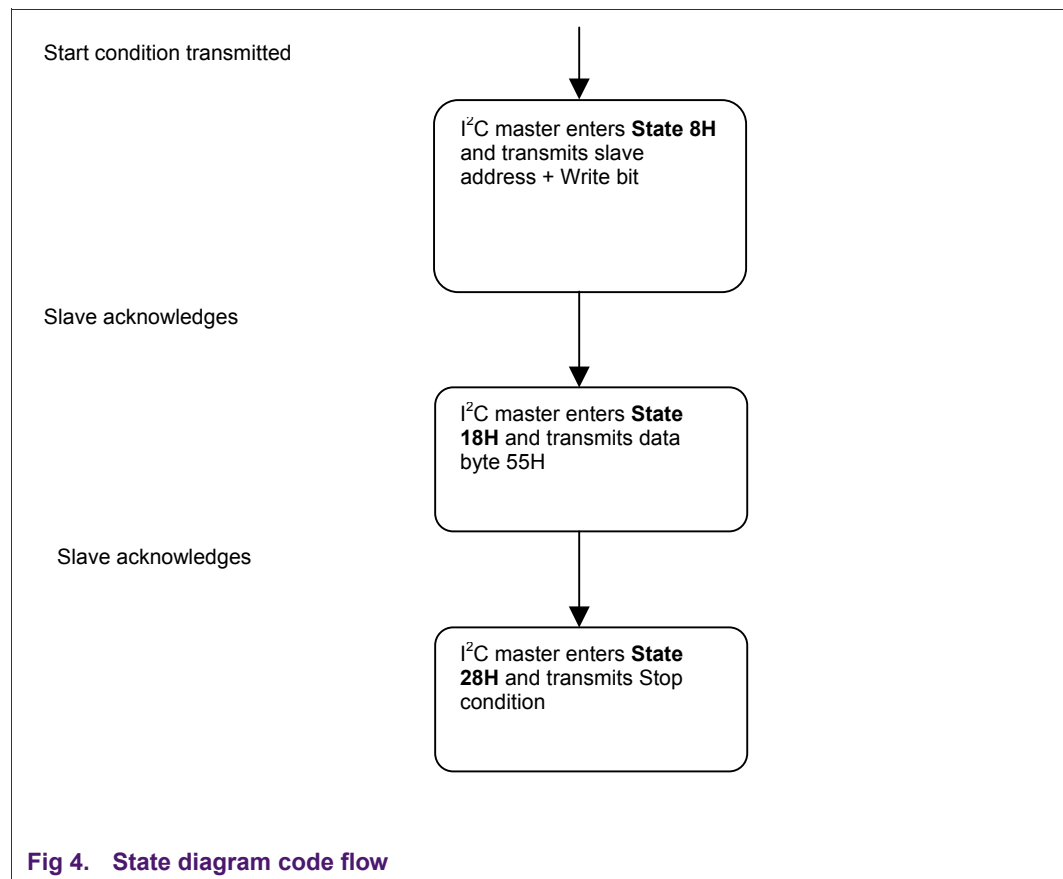 Start condition transmitted
I²C master enters State 8H
and transmits slave
address + Write bit
Slave acknowledges
I²C master enters State
18H and transmits data
byte 55H
Slave acknowledges
I²C master enters State
28H and transmits Stop
condition
Fig 4. State diagram code flow